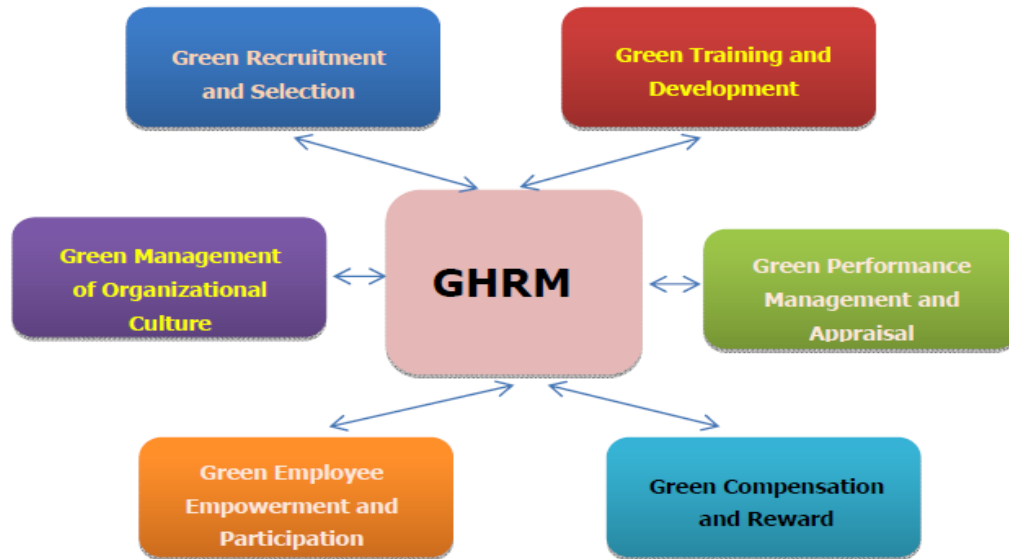 Green Recruitment
and Selection
Green Training and
Development
Green Management
of Organizational
Culture
GHRM
Green Performance
Management and
Appraisal
Green Employee
Empowerment and
Participation
Green Compensation
and Reward